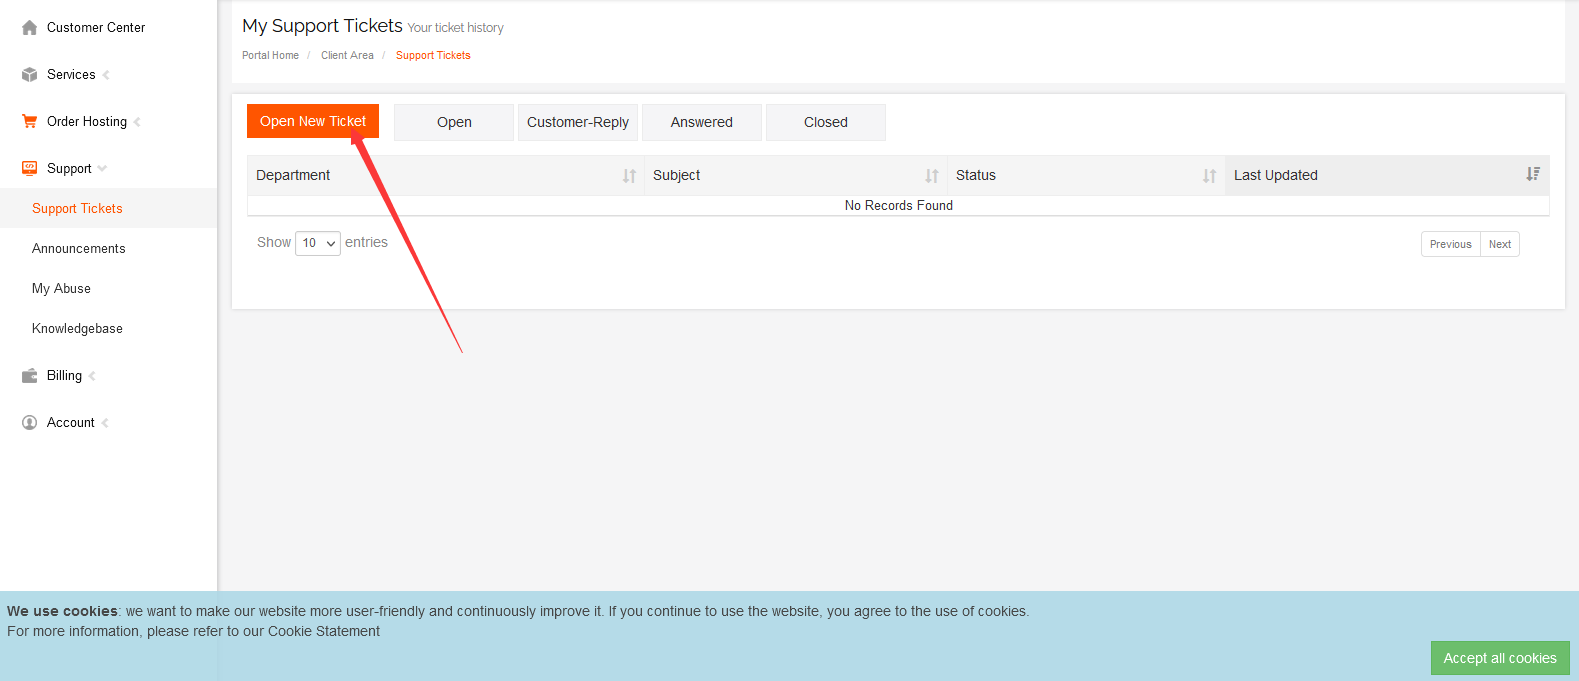 Customer Center
Services
Order Hosting
Support
Support Tickets
Announcements
My Abuse
Knowledgebase
Billing
Account
My Support Tickets Your ticket history
Portal Home / Client Area / Support Tickets
Open New Ticket Open Customer-Reply Answered Closed
Department Subject Status Last Updated
No Records Found
Show 10 entries Previous Next
We use cookies: we want to make our website more user-friendly and continuously improve it. If you continue to use the website, you agree to the use of cookies.
For more information, please refer to our Cookie Statement
Accept all cookies